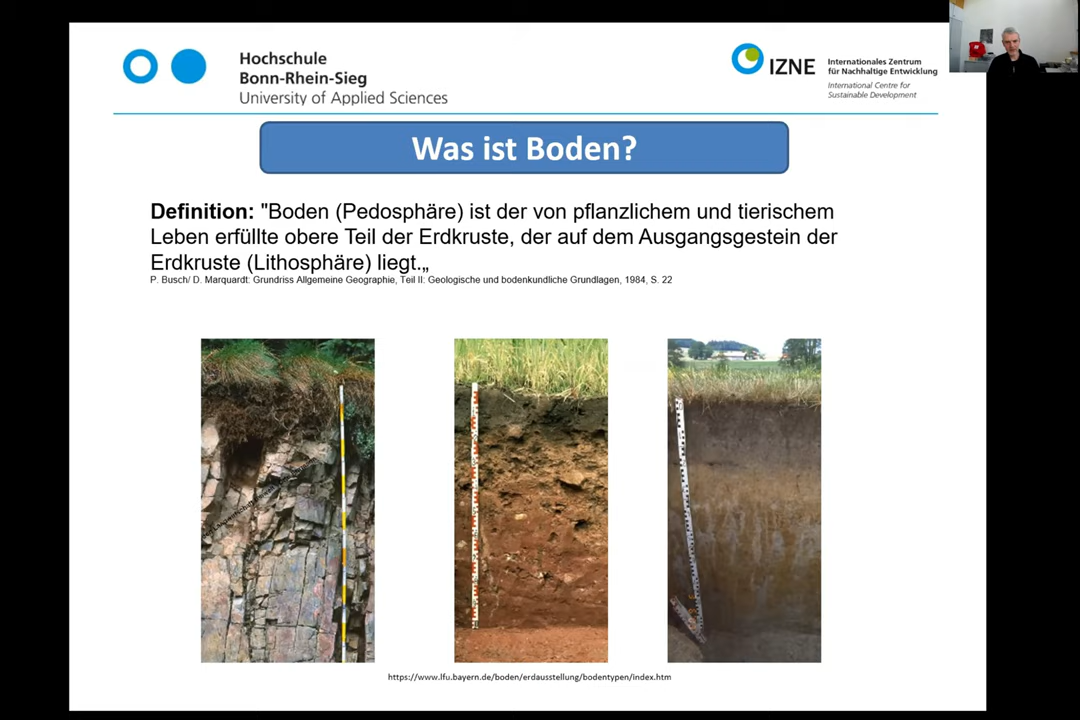 Hochschule
Bonn-Rhein-Sieg
University of Applied Sciences
IZNE
Internationales Zentrum
für Nachhaltige Entwicklung
International Centre for
Sustainable Development
Was ist Boden?
Definition: "Boden (Pedosphäre) ist der von pflanzlichem und tierischem
Leben erfüllte obere Teil der Erdkruste, der auf dem Ausgangsgestein der
Erdkruste (Lithosphäre) liegt.„
P. Busch/ D. Marquardt: Grundriss Allgemeine Geographie, Teil II: Geologische und bodenkundliche Grundlagen, 1984, S. 22
https://www.lfu.bayern.de/boden/erdausstellung/bodentypen/index.htm